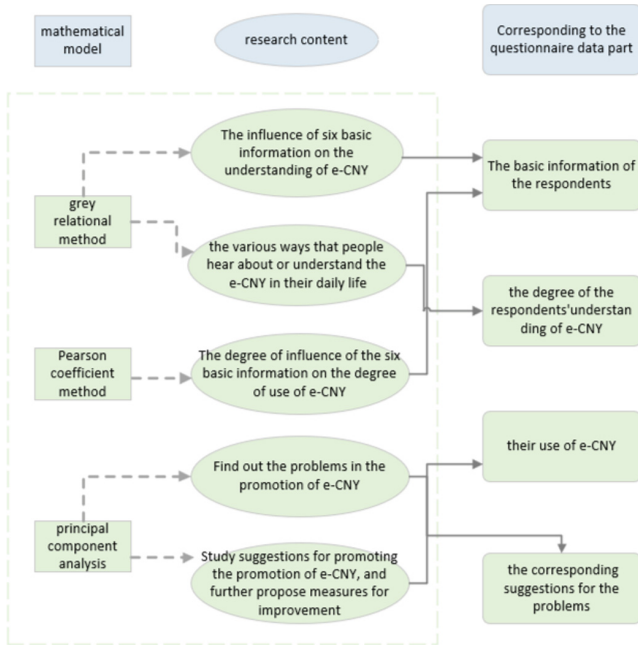 mathematical
model
research content
Corresponding to the
questionnaire data part
The influence of six basic
information on the
understanding of e-CNY
The basic information of
the respondents
grey
relational
method
the various ways that people
hear about or understand the
e-CNY in their daily life
the degree of the
respondents'understan
ding of e-CNY
Pearson
coefficient
method
The degree of influence of the six
basic information on the degree
of use of e-CNY
Find out the problems in the
promotion of e-CNY
their use of e-CNY
principal
component
analysis
Study suggestions for promoting
the promotion of e-CNY, and
further propose measures for
improvement
the corresponding
suggestions for the
problems